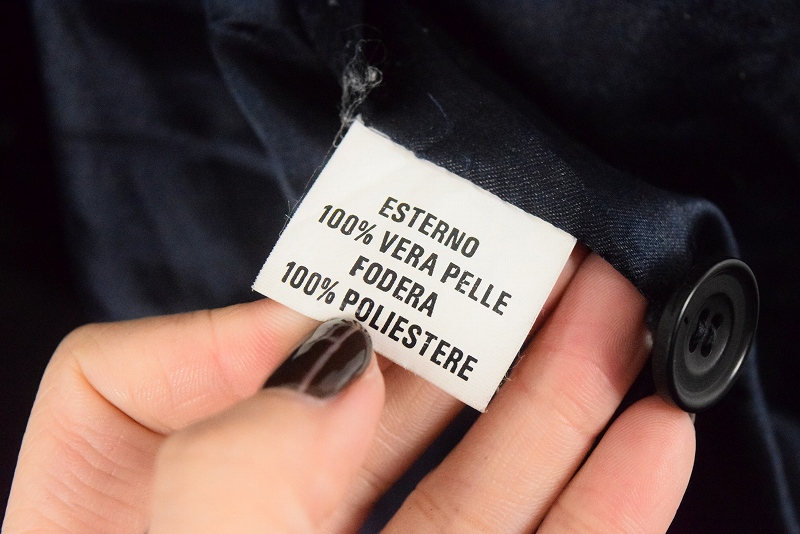 ESTERNO
100% VERA PELLE
FODERA
100% POLIESTERE